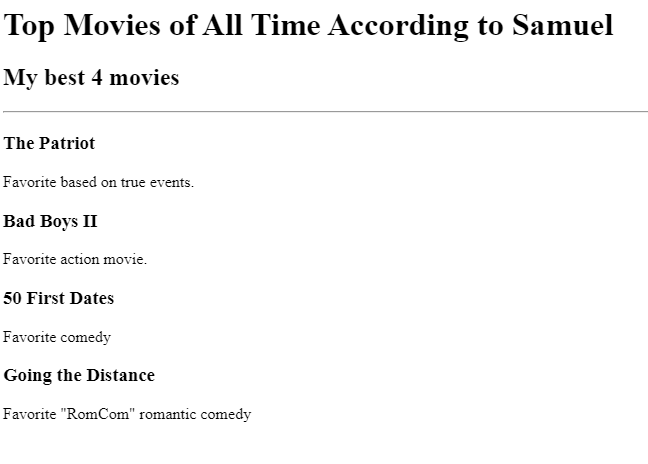 Top Movies of All Time According to Samuel
My best 4 movies
The Patriot
Favorite based on true events.
Bad Boys II
Favorite action movie.
50 First Dates
Favorite comedy
Going the Distance
Favorite "RomCom" romantic comedy